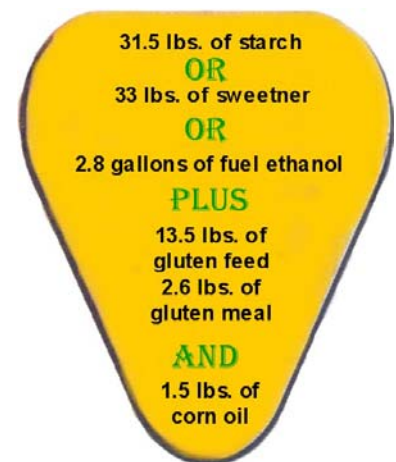 31.5 lbs. of starch
OR
33 lbs. of sweetner
OR
2.8 gallons of fuel ethanol
PLUS
13.5 lbs. of
gluten feed
2.6 lbs. of
gluten meal
AND
1.5 lbs. of
corn oil